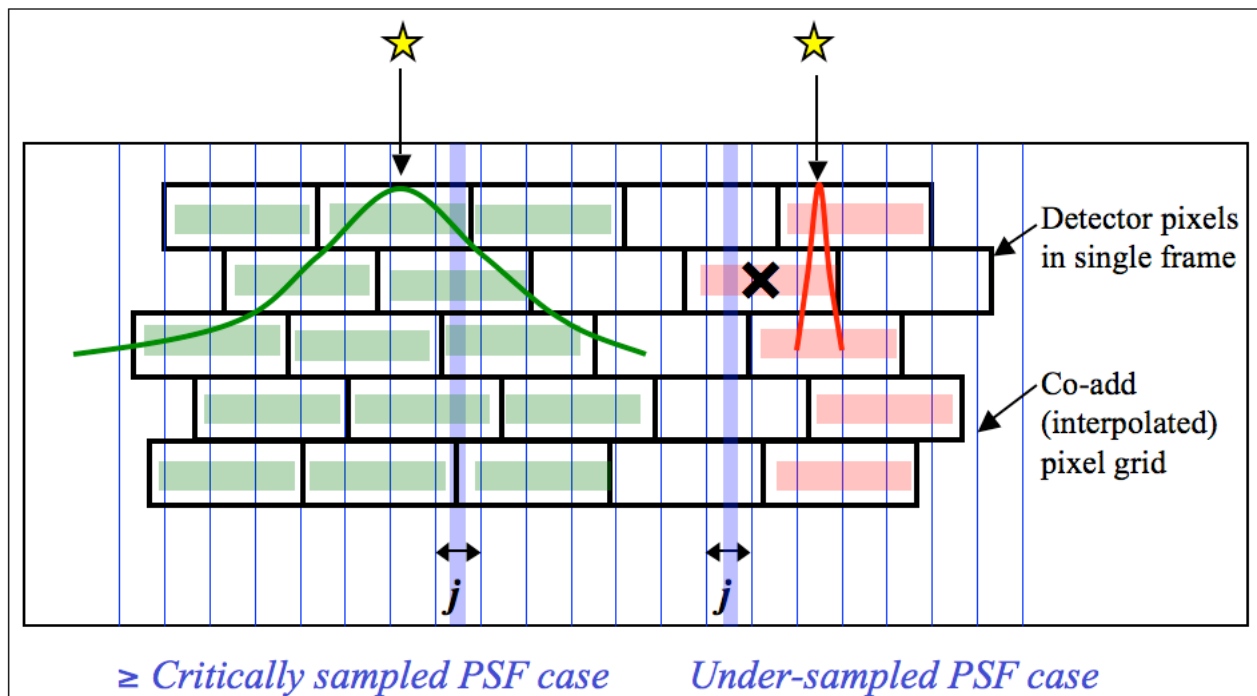 Detector pixels
in single frame
Co-add
(interpolated)
pixel grid
j
j
≥ Critically sampled PSF case
Under-sampled PSF case